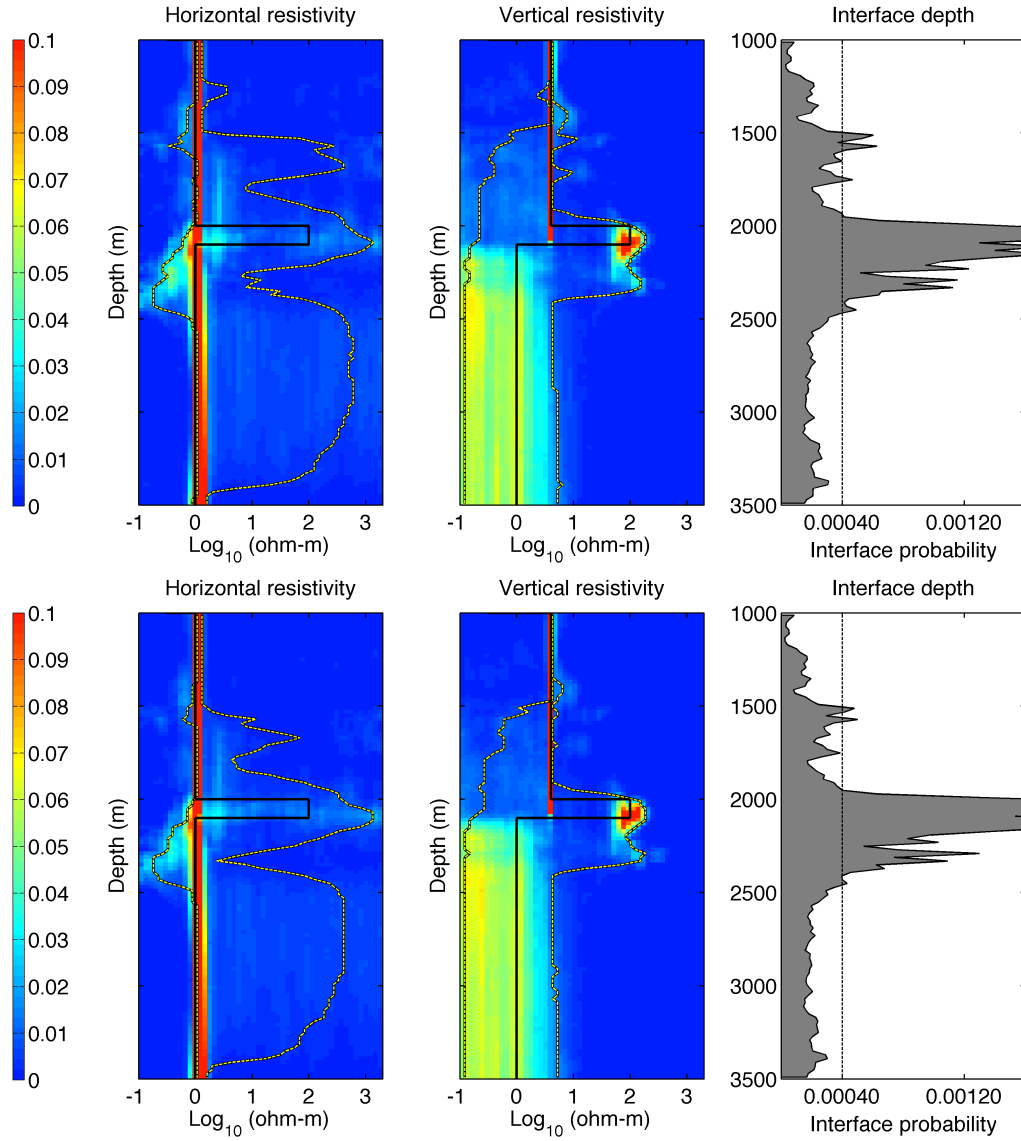 Horizontal resistivity
Vertical resistivity
Interface depth
0.1
0.09
0.08
0.07
0.06
0.05
0.04
0.03
0.02
0.01
0
Depth (m)
-1 0 1 2 3
Log10 (ohm-m)
Depth (m)
-1 0 1 2 3
Log10 (ohm-m)
1000
1500
2000
2500
3000
3500
0.00040 0.00120
Interface probability
Horizontal resistivity
Vertical resistivity
Interface depth
0.1
0.09
0.08
0.07
0.06
0.05
0.04
0.03
0.02
0.01
0
Depth (m)
-1 0 1 2 3
Log10 (ohm-m)
Depth (m)
-1 0 1 2 3
Log10 (ohm-m)
1000
1500
2000
2500
3000
3500
0.00040 0.00120
Interface probability